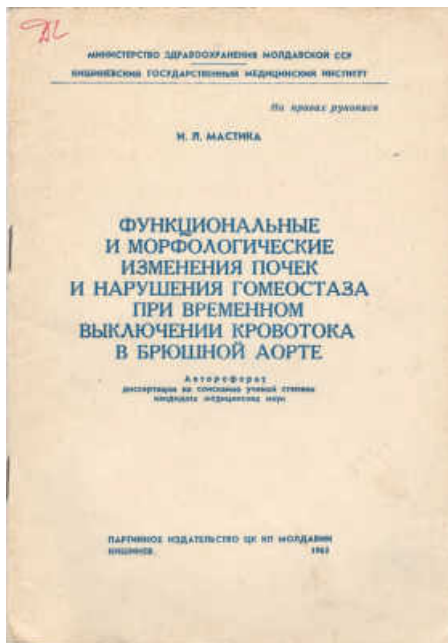 МИНИСТЕРСТВО ЗДРАВООХРАНЕНИЯ МОЛДАВСКОЙ ССР
КИШИНЕВСКИЙ ГОСУДАРСТВЕННЫЙ МЕДИЦИНСКИЙ ИНСТИТУТ
На правах рукописи
И. Л. МАСТИКА
ФУНКЦИОНАЛЬНЫЕ
И МОРФОЛОГИЧЕСКИЕ
ИЗМЕНЕНИЯ ПОЧЕК
И НАРУШЕНИЯ ГОМЕОСТАЗА
ПРИ ВРЕМЕННОМ
ВЫКЛЮЧЕНИИ КРОВОТОКА
В БРЮШНОЙ АОРТЕ
Автореферат
диссертации на соискание ученой степени
кандидата медицинских наук
ПАРТИЙНОЕ ИЗДАТЕЛЬСТВО ЦК КП МОЛДАВИИ
КИШИНЕВ,